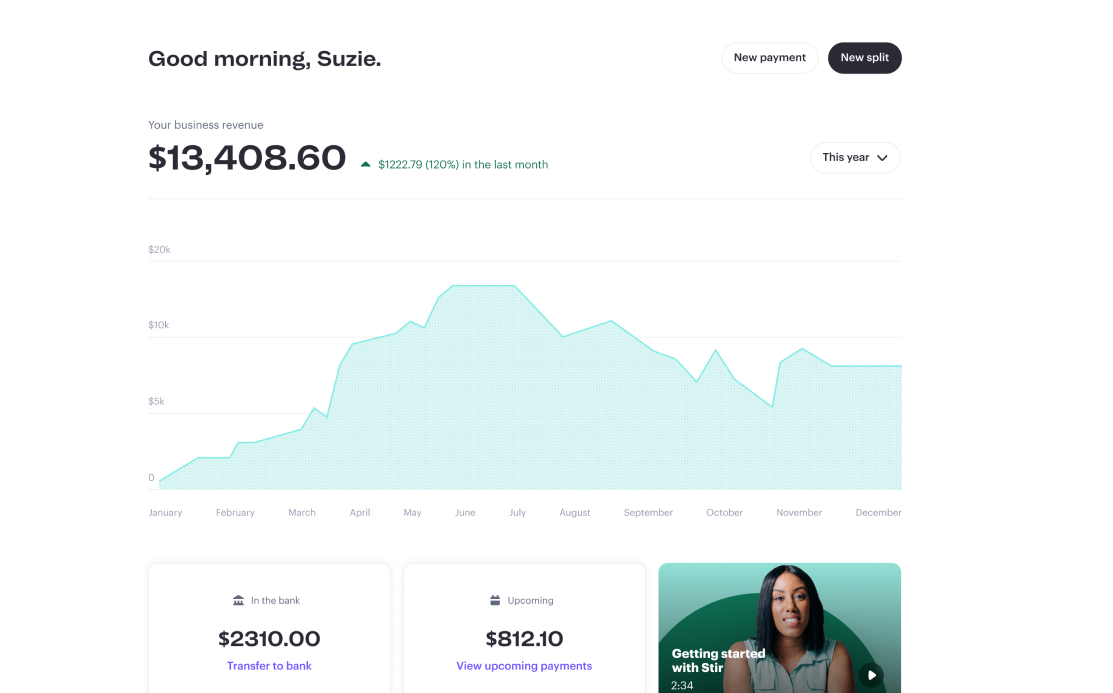 Good morning, Suzie.
New payment
New split
Your business revenue
$13,408.60
$1222.79 (120%) in the last month
This year
$20k
$10k
$5k
0
January February March April May June July August September October November December
In the bank
$2310.00
Transfer to bank
Upcoming
$812.10
View upcoming payments
Getting started
with Stir
2:34